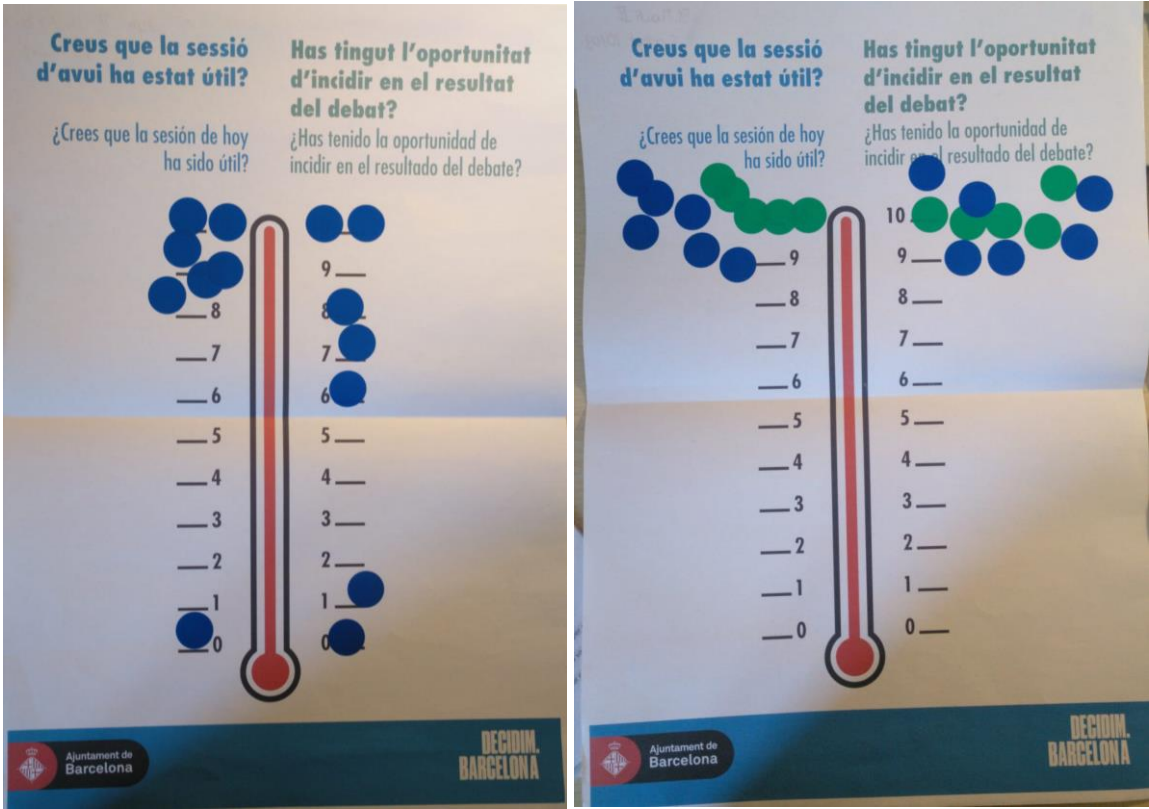 Creus que la sessió
d'avui ha estat útil?
¿Crees que la sesión de hoy
ha sido útil?
Has tingut l'oportunitat
d'incidir en el resultat
del debat?
¿Has tenido la oportunidad de
incidir en el resultado del debate?
8
7
6
5
4
3
2
1
0
9
8
7
6
5
4
3
2
1
0
Ajuntament de
Barcelona
DECIDIM.
BARCELONA
Creus que la sessió
d'avui ha estat útil?
¿Crees que la sesión de hoy
ha sido útil?
Has tingut l'oportunitat
d'incidir en el resultat
del debat?
¿Has tenido la oportunidad de
incidir en el resultado del debate?
9
8
7
6
5
4
3
2
1
0
10
9
8
7
6
5
4
3
2
1
0
Ajuntament de
Barcelona
DECIDIM.
BARCELONA